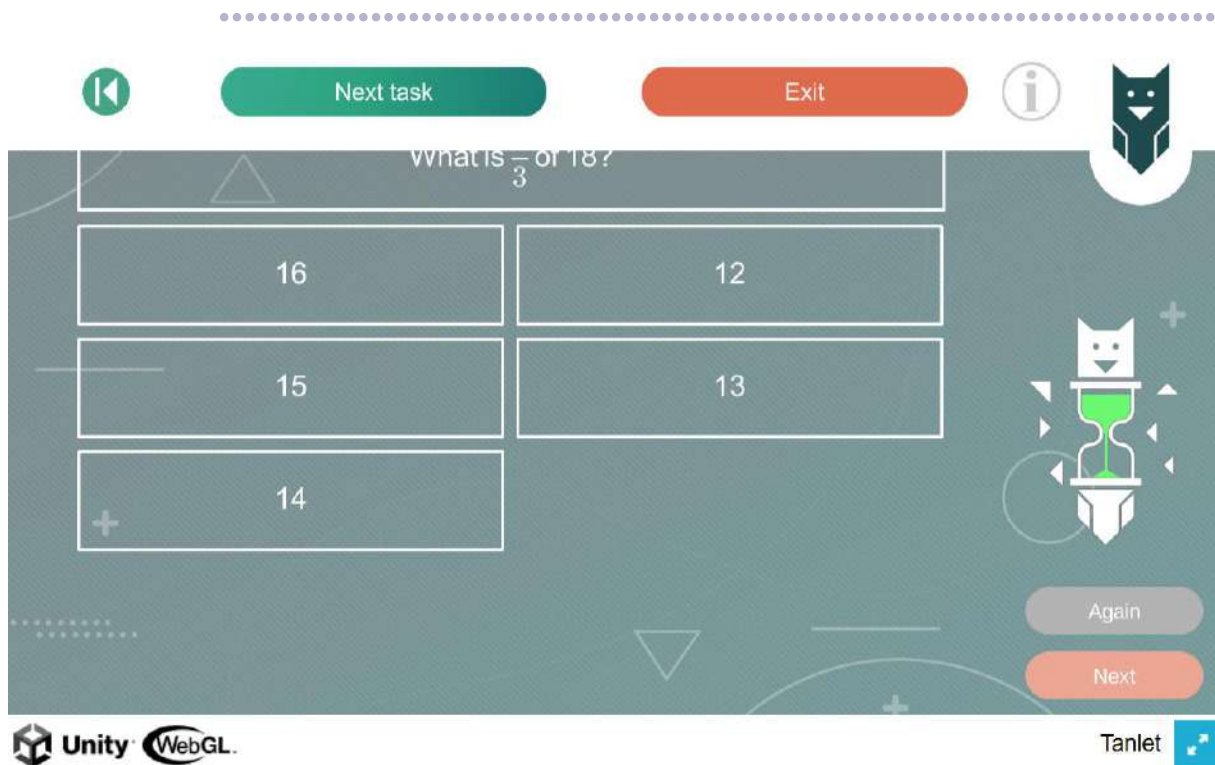 Next task
Exit
What is — of 18?
3
16
12
15
13
14
Again
Next
Unity WebGL.
Tanlet